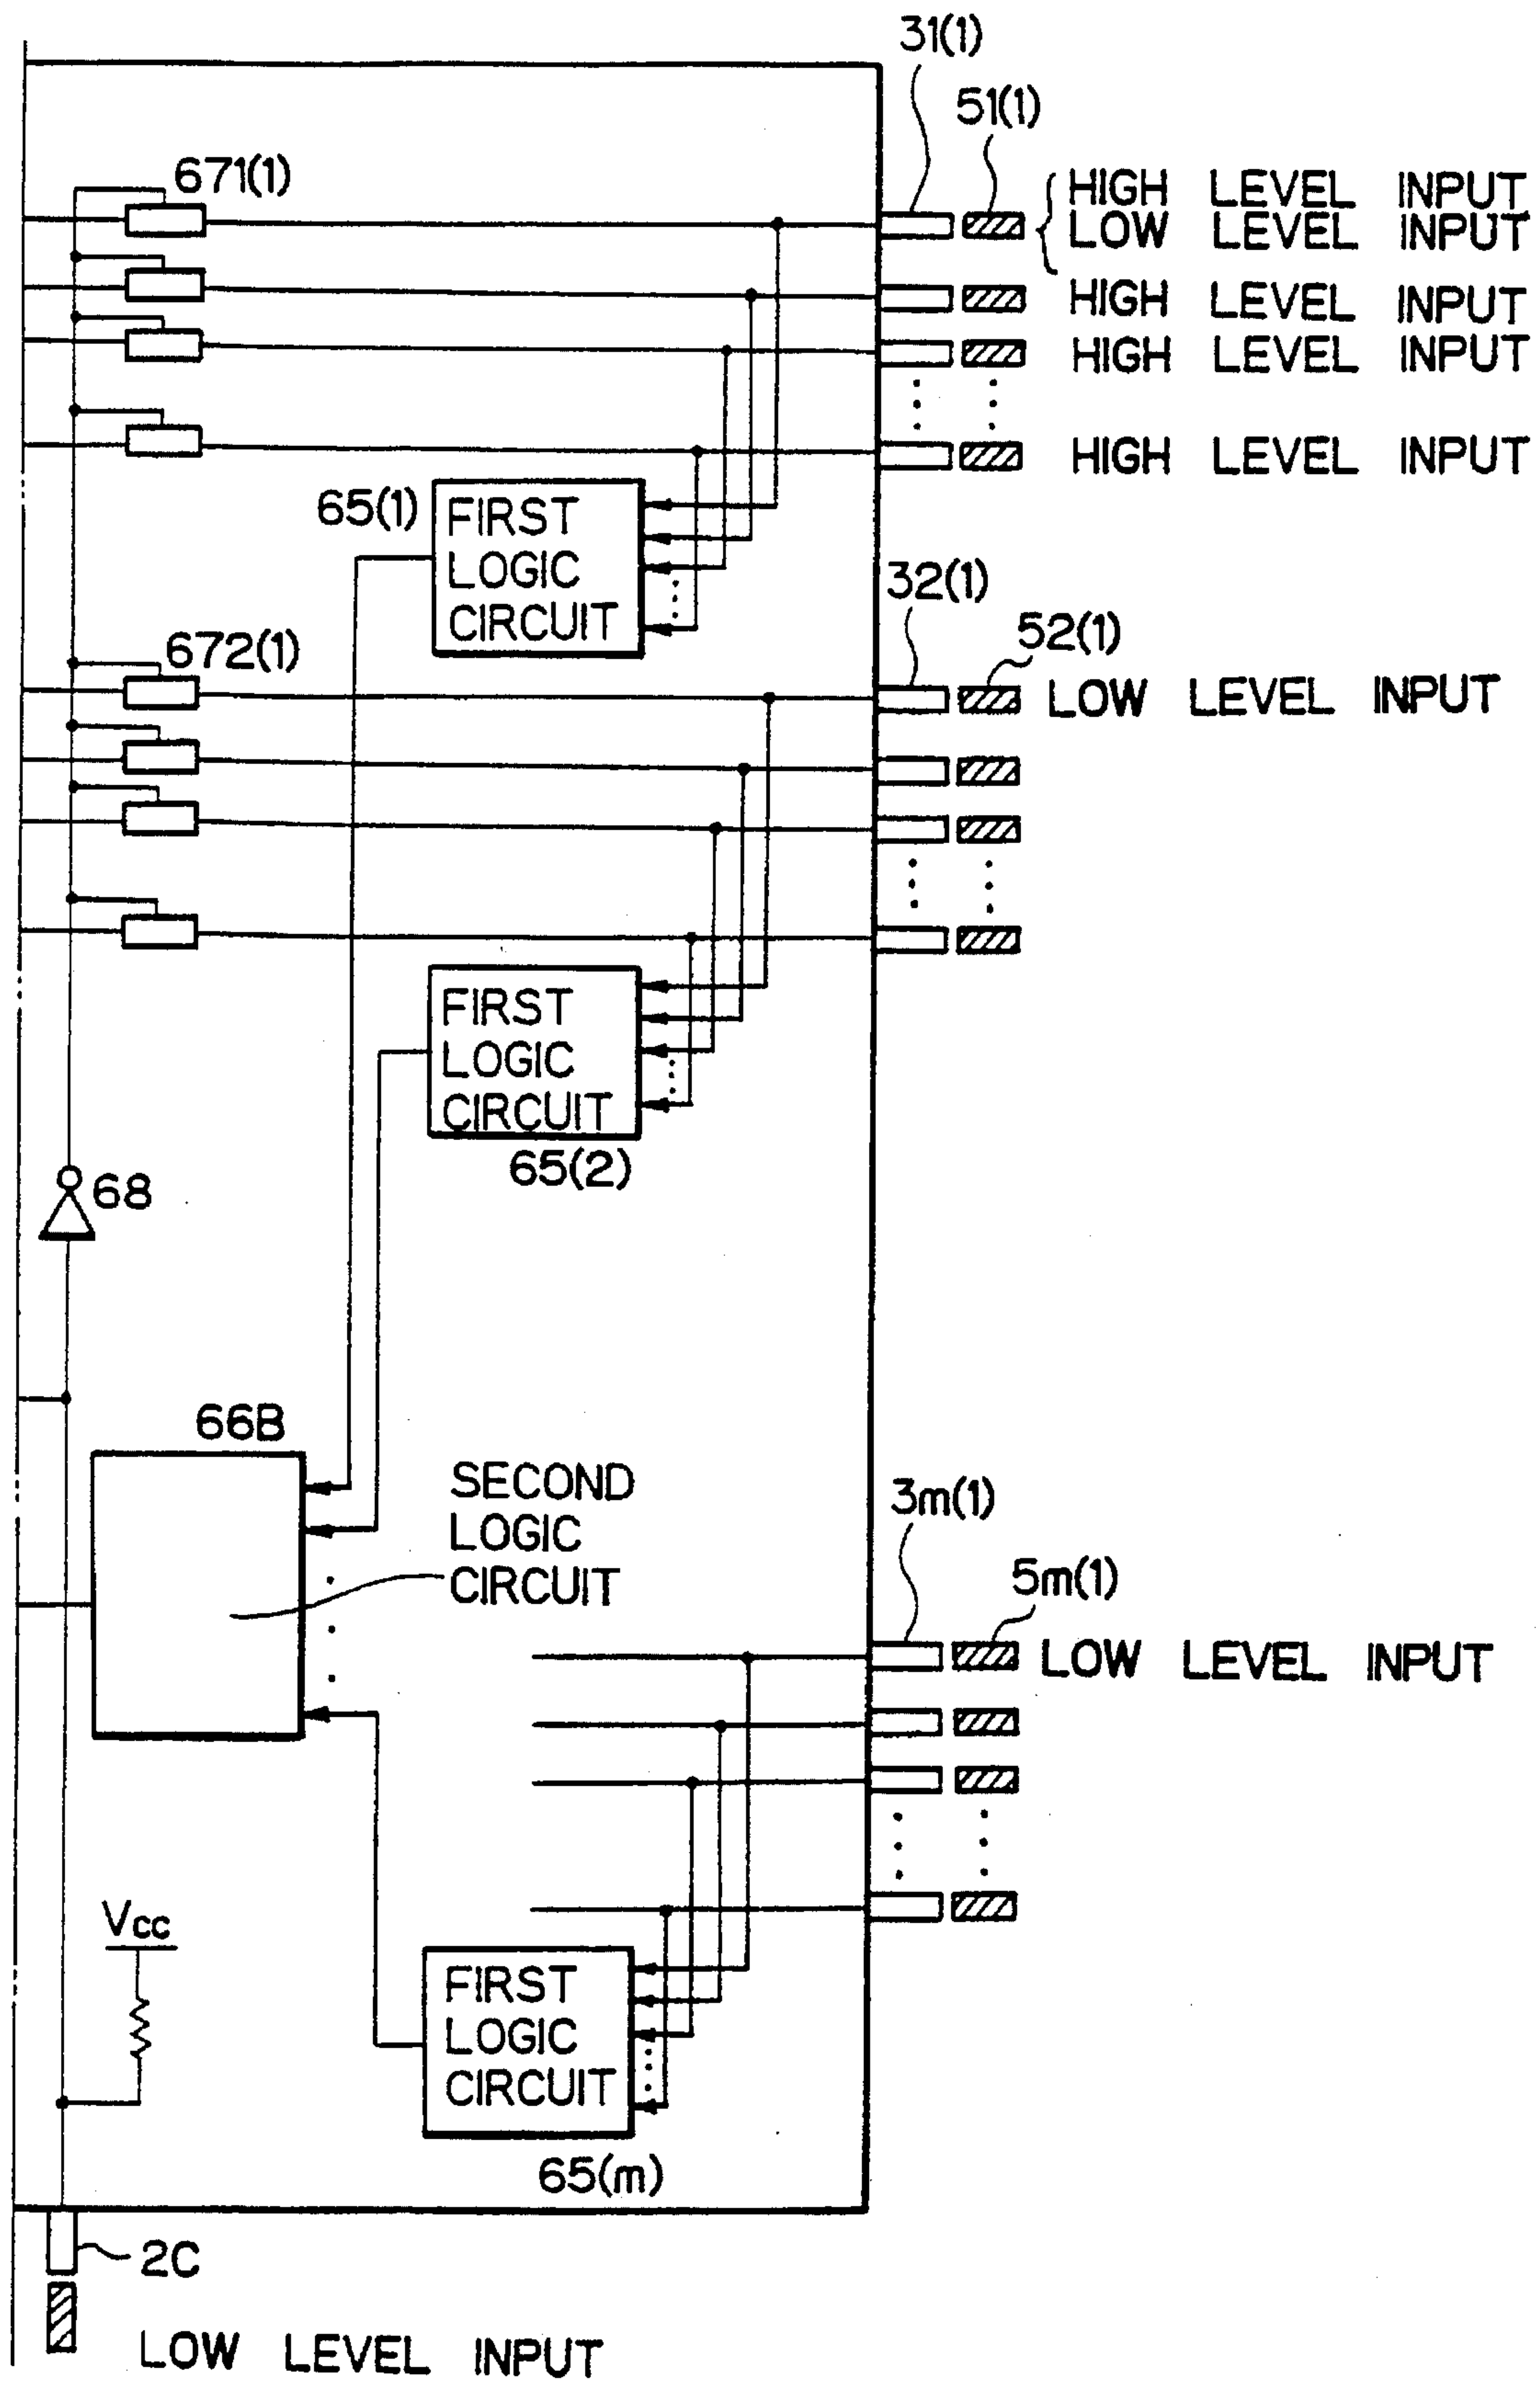 31(1)
51(1)
671(1)
HIGH LEVEL INPUT
LOW LEVEL INPUT
HIGH LEVEL INPUT
HIGH LEVEL INPUT
HIGH LEVEL INPUT
65(1)
FIRST
LOGIC
CIRCUIT
32(1)
52(1)
672(1)
LOW LEVEL INPUT
FIRST
LOGIC
CIRCUIT
65(2)
68
66B
SECOND
LOGIC
CIRCUIT
3m(1)
5m(1)
LOW LEVEL INPUT
Vcc
FIRST
LOGIC
CIRCUIT
65(m)
2C
LOW LEVEL INPUT